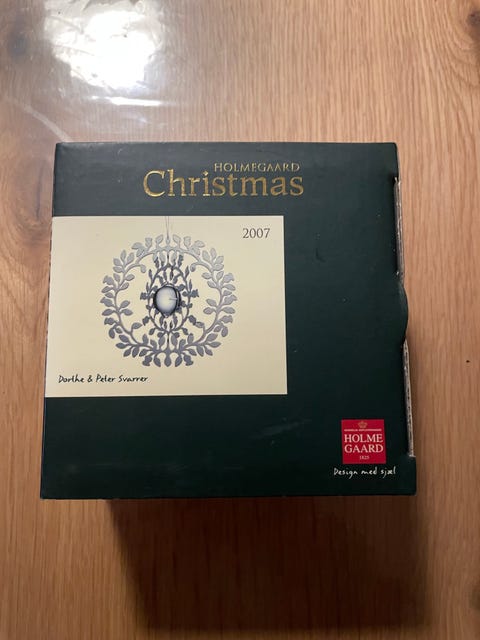 HOLMEGAARD
Christmas
2007
Dorthe & Peter Svarrer
HOLME
GAARD
1825
Design med sjæl